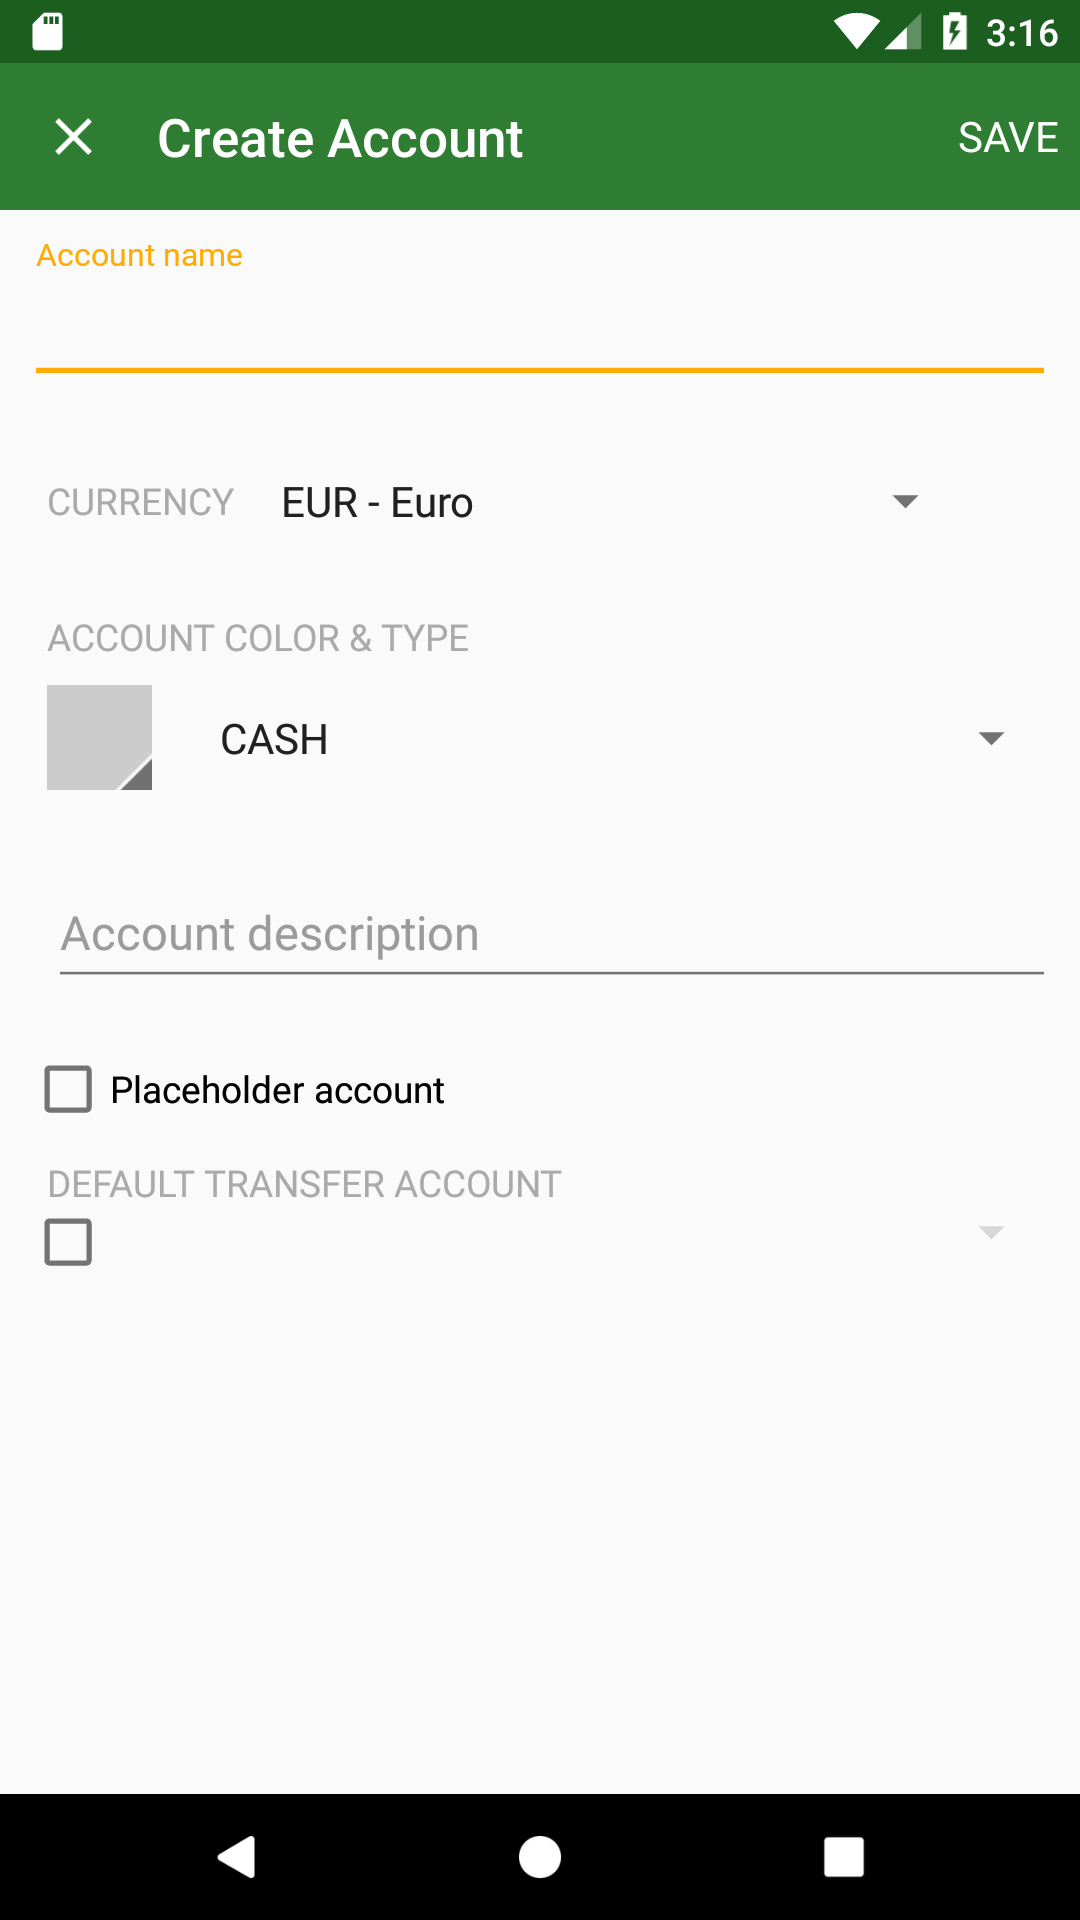 3:16
Create Account
SAVE
Account name
CURRENCY
EUR - Euro
ACCOUNT COLOR & TYPE
CASH
Account description
Placeholder account
DEFAULT TRANSFER ACCOUNT